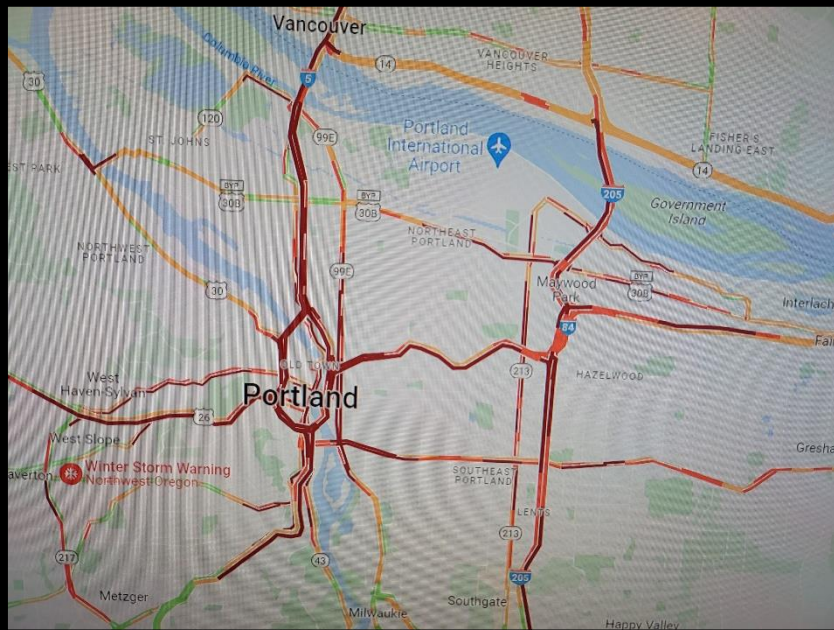 Vancouver
VANCOUVER
HEIGHTS
Columbia River
30
5
14
120
99E
ST JOHNS
Portland
International
Airport
FISHER'S
LANDING EAST
14
EST PARK
BYP
30B
BYP
30B
205
Government
Island
NORTHWEST
PORTLAND
NORTHEAST
PORTLAND
99E
30
Maywood
Park
BYP
30B
Interlach
84
Fai
OLD TOWN
213
HAZELWOOD
West
Haven-Sylvan
Portland
26
West Slope
Gresha
averton
Winter Storm Warning
Northwest Oregon
SOUTHEAST
PORTLAND
LENTS
213
217
43
205
Metzger
Milwaukie
Southgate
Happy Valley